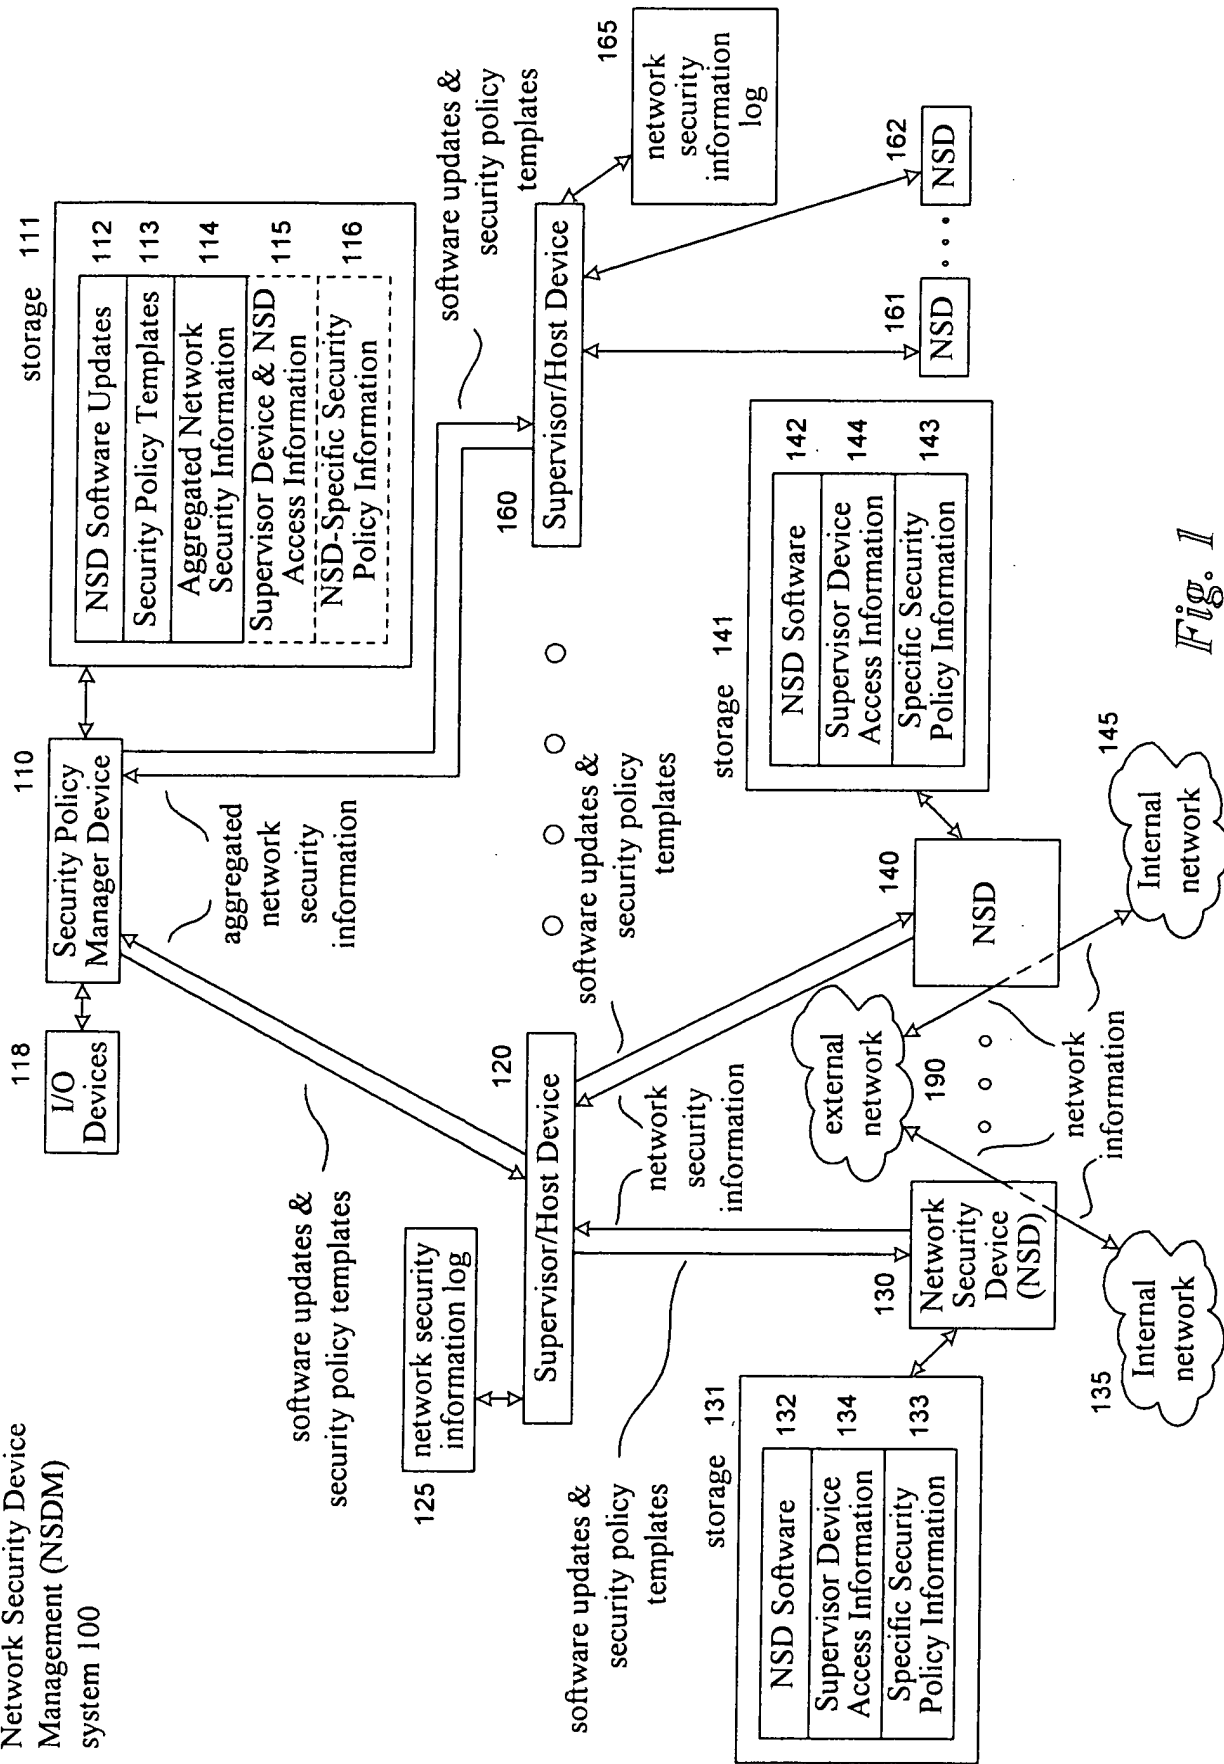 Network Security Device
Management (NSDM)
system 100
118
I/O
Devices
110
Security Policy
Manager Device
storage 111
NSD Software Updates 112
Security Policy Templates 113
Aggregated Network
Security Information
114
Supervisor Device & NSD
Access Information
115
NSD-Specific Security
Policy Information
116
aggregated
network
security
information
software updates &
security policy templates
software updates &
security policy
templates
125
network security
information log
120
Supervisor/Host Device
160
Supervisor/Host Device
165
network
security
information
log
software updates &
security policy
templates
network
security
information
software updates &
security policy
templates
161
NSD
162
NSD
storage 131
NSD Software 132
Supervisor Device
Access Information
134
Specific Security
Policy Information
133
130
Network
Security
Device
(NSD)
external
network
190
140
NSD
storage 141
NSD Software 142
Supervisor Device
Access Information
144
Specific Security
Policy Information
143
network
information
135
Internal
network
145
Internal
network
Fig. 1